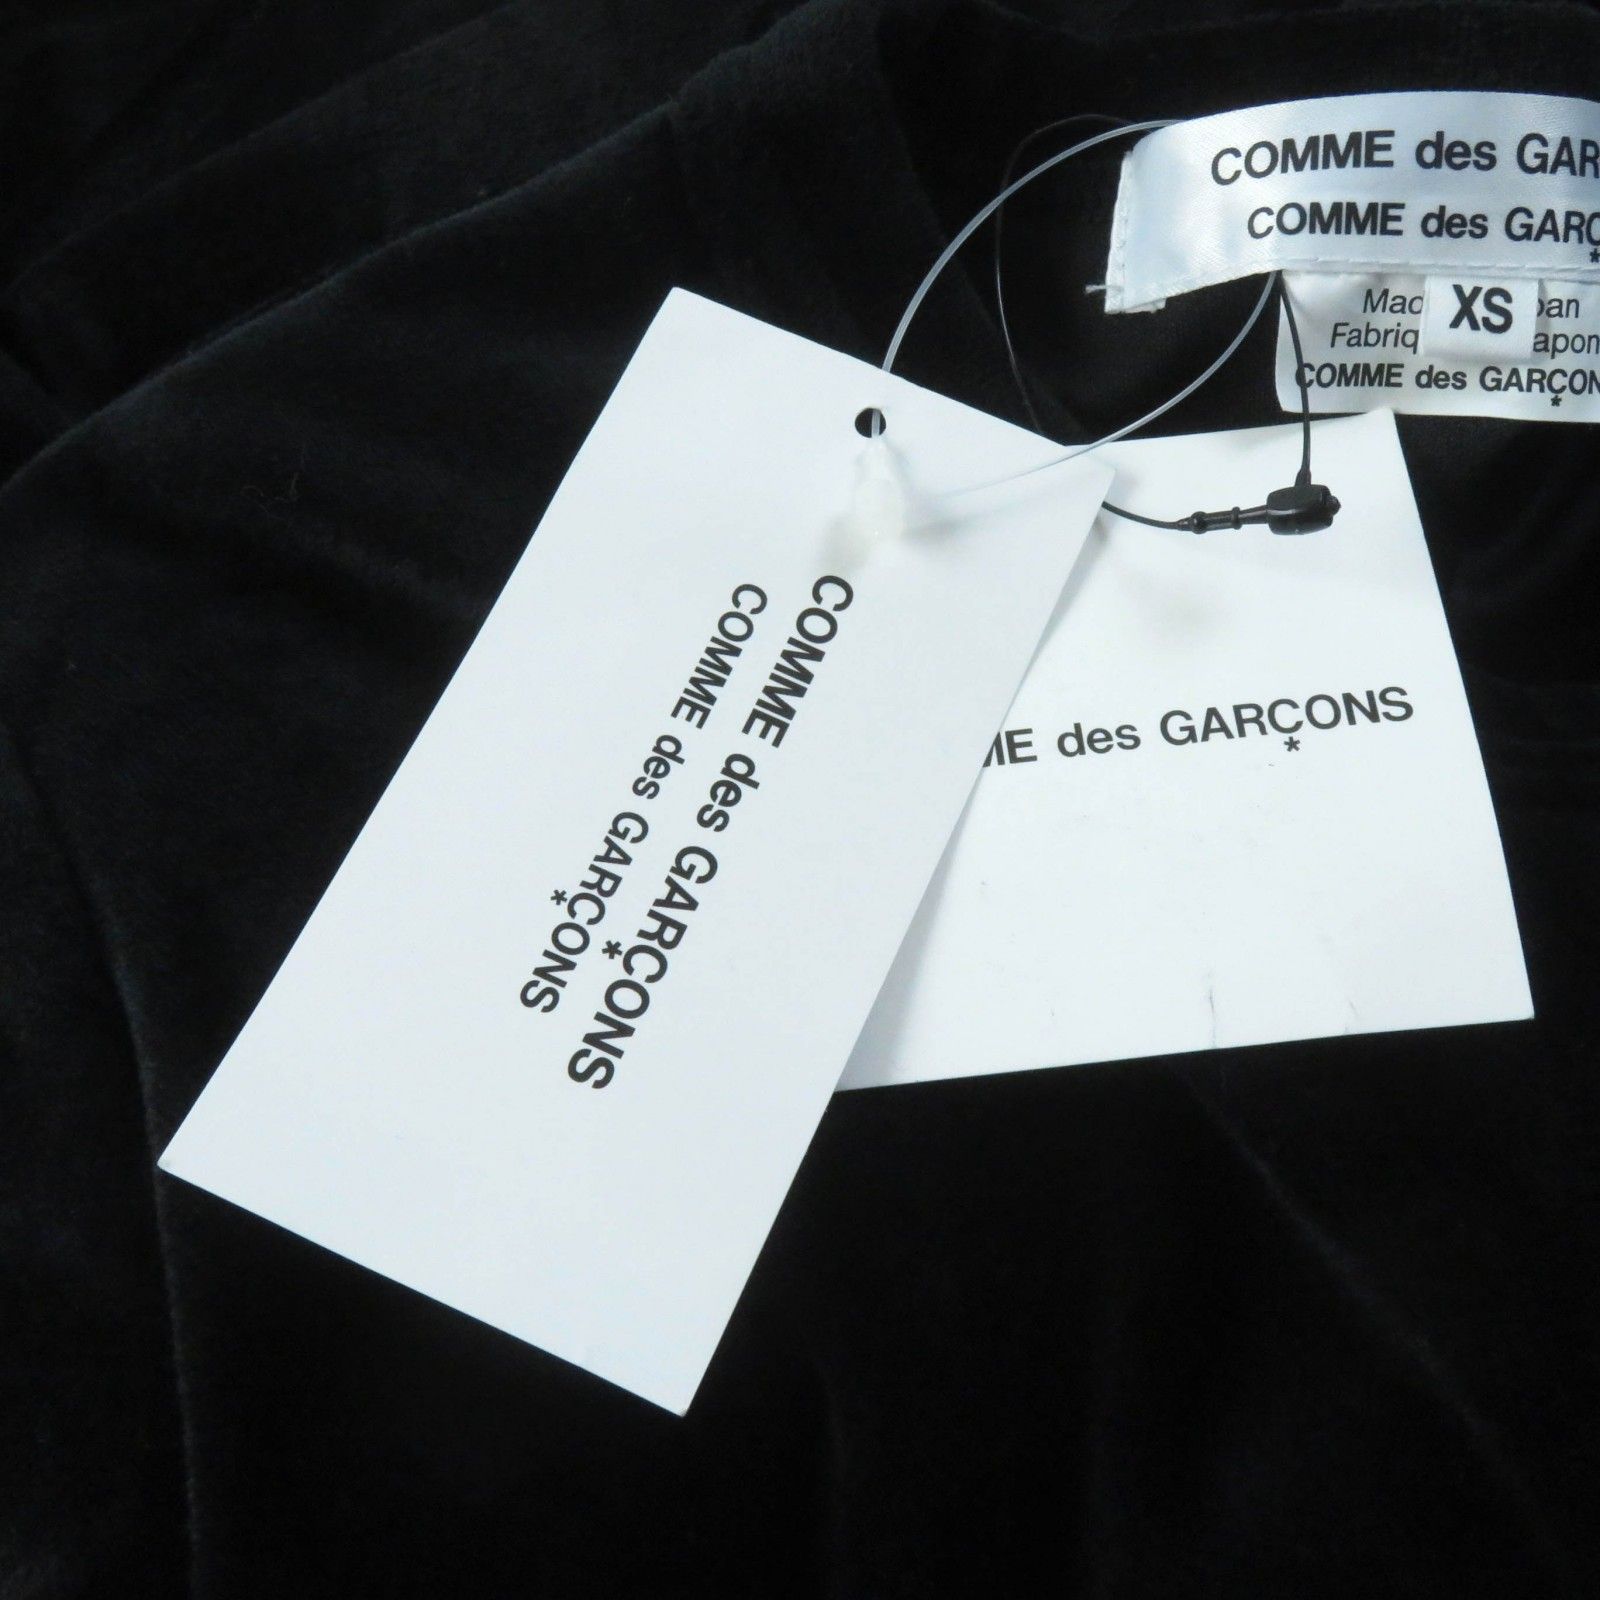 COMME des GAR
COMME des GARÇ
*
Mad XS pan
Fabriq apon
COMME des GARÇON
*
COMME des GARÇONS
*
COMME des GARÇONS
*
ME des GARÇONS
*